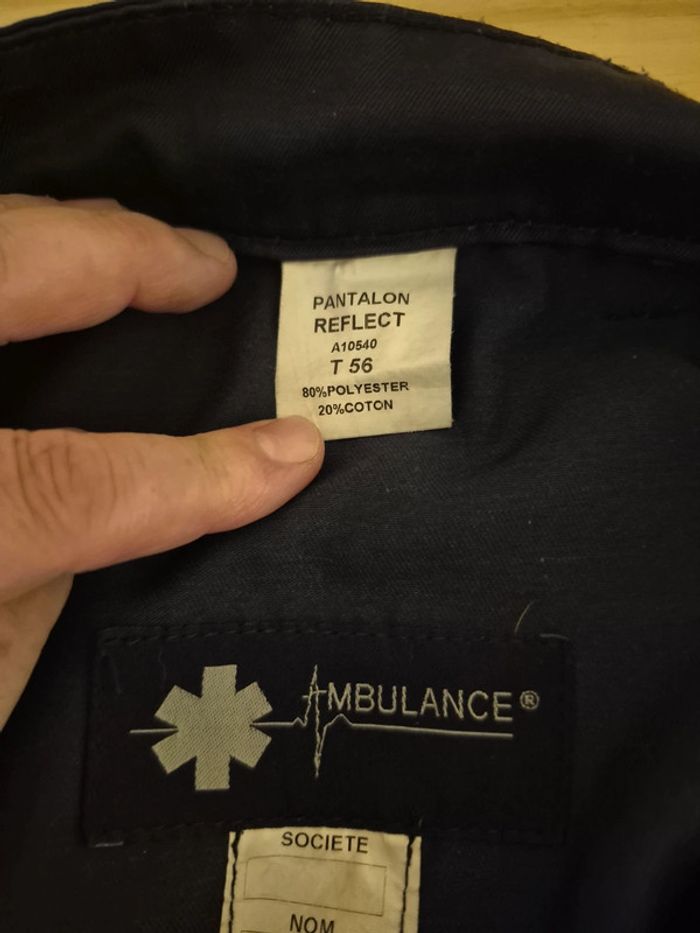 PANTALON
REFLECT
A10540
T 56
80%POLYESTER
20%COTON
AMBULANCE®
SOCIETE
NOM